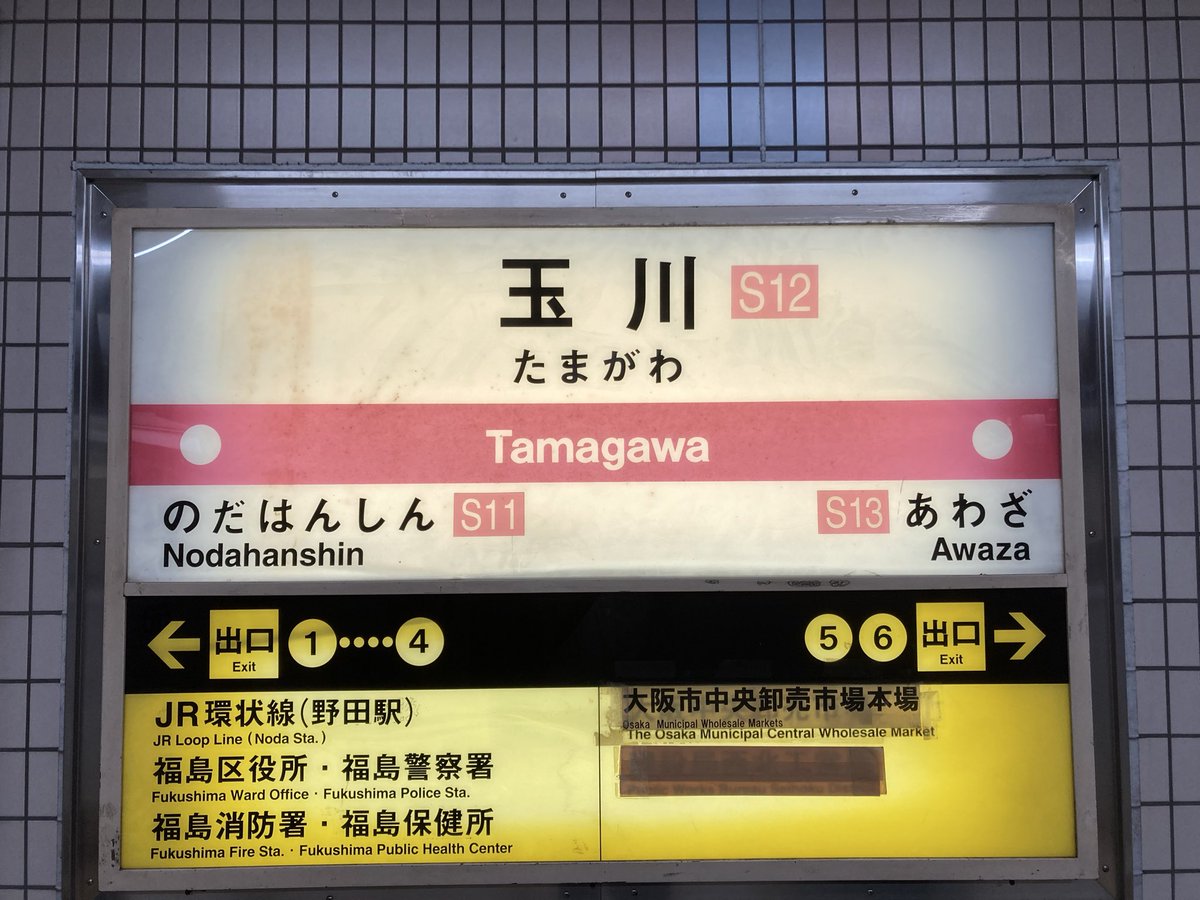 玉川 S12
たまがわ
Tamagawa
のだはんしん S11
Nodahanshin
S13 あわざ
Awaza
← 出口 Exit 1 •••• 4
5 6 出口 Exit →
JR環状線(野田駅)
JR Loop Line (Noda Sta.)
福島区役所・福島警察署
Fukushima Ward Office · Fukushima Police Sta.
福島消防署・福島保健所
Fukushima Fire Sta. · Fukushima Public Health Center
大阪市中央卸売市場本場
Osaka Municipal Wholesale Markets
The Osaka Municipal Central Wholesale Market